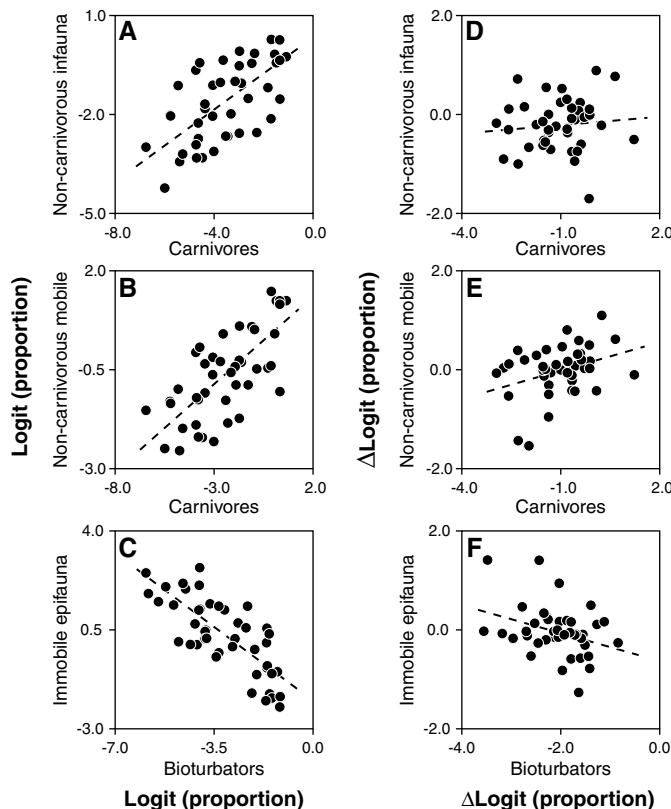 A
1.0
-2.0
-5.0
-8.0
-4.0
0.0
Non-carnivorous infauna
Carnivores
D
2.0
0.0
-2.0
-4.0
-1.0
2.0
Non-carnivorous infauna
Carnivores
B
2.0
-0.5
-3.0
-8.0
-3.0
2.0
Non-carnivorous mobile
Carnivores
E
2.0
0.0
-2.0
-4.0
-1.0
2.0
Non-carnivorous mobile
Carnivores
C
4.0
0.5
-3.0
-7.0
-3.5
0.0
Immobile epifauna
Bioturbators
F
2.0
0.0
-2.0
-4.0
-2.0
0.0
Immobile epifauna
Bioturbators
Logit (proportion)
ΔLogit (proportion)
Logit (proportion)
ΔLogit (proportion)